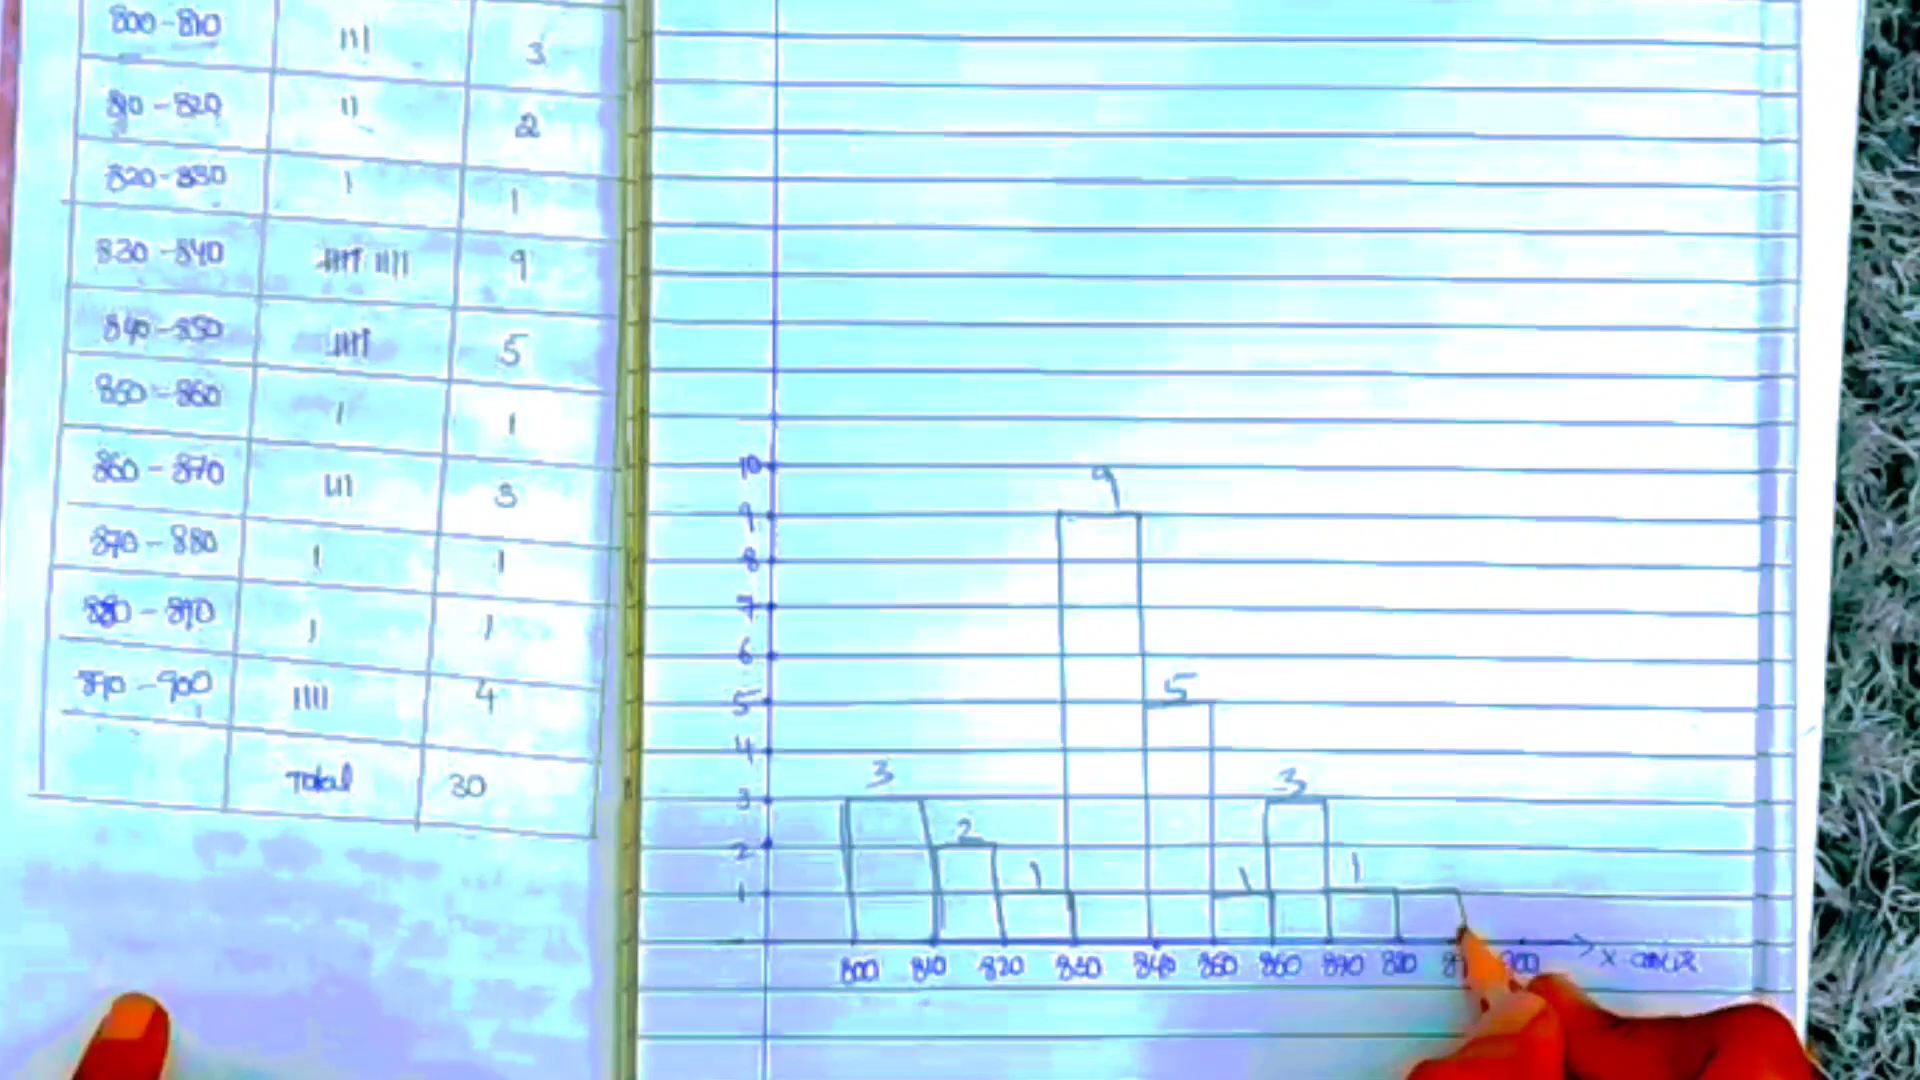 800-810 ||| 3
810-820 || 2
820-830 | 1
830-840 |||| |||| 9
840-850 |||| 5
850-860 | 1
860-870 ||| 3
870-880 | 1
880-890 | 1
890-900 |||| 4
Total 30
10
9
8
7
6
5
4
3
2
1
3
2
1
9
5
1
3
1
800 810 820 830 840 850 860 870 880 900 x-axis